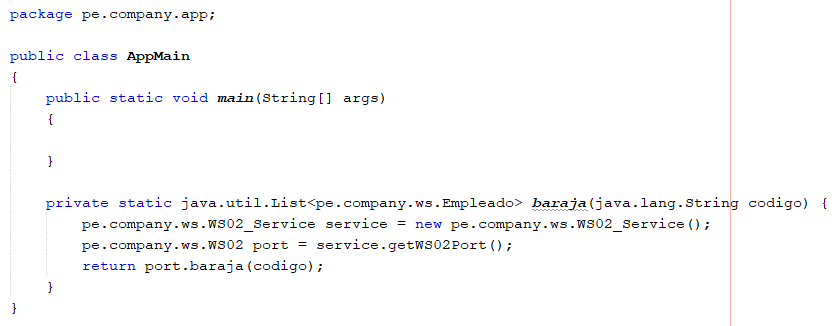 package pe.company.app;
public class AppMain
{
    public static void main(String[] args)
    {
    }
    private static java.util.List<pe.company.ws.Empleado> baraja(java.lang.String codigo) {
        pe.company.ws.WS02_Service service = new pe.company.ws.WS02_Service();
        pe.company.ws.WS02 port = service.getWS02Port();
        return port.baraja(codigo);
    }
}